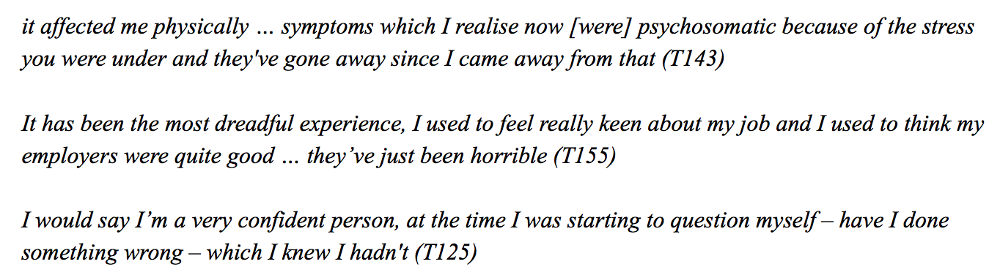 it affected me physically ... symptoms which I realise now [were] psychosomatic because of the stress
you were under and they've gone away since I came away from that (T143)
It has been the most dreadful experience, I used to feel really keen about my job and I used to think my
employers were quite good ... they’ve just been horrible (T155)
I would say I’m a very confident person, at the time I was starting to question myself – have I done
something wrong – which I knew I hadn't (T125)